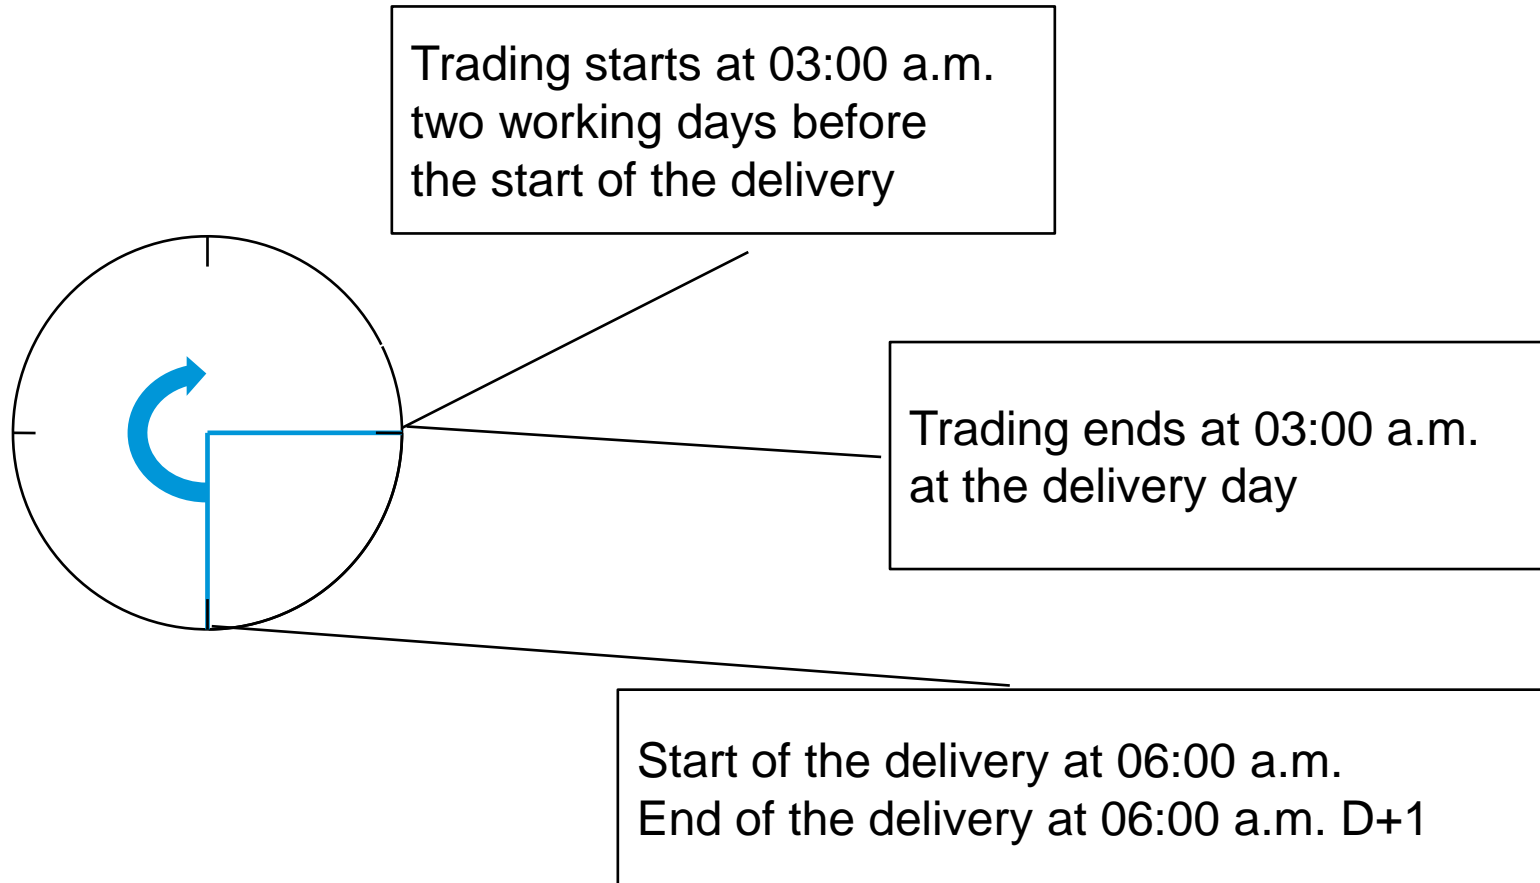 Trading starts at 03:00 a.m.
two working days before
the start of the delivery
Trading ends at 03:00 a.m.
at the delivery day
Start of the delivery at 06:00 a.m.
End of the delivery at 06:00 a.m. D+1